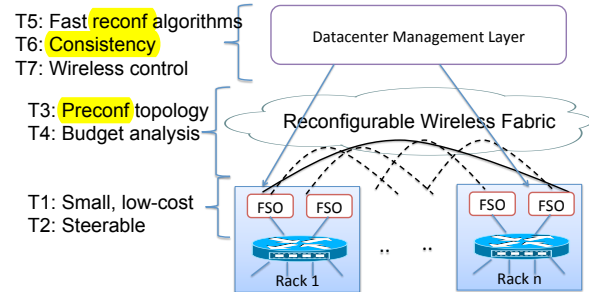 T5: Fast reconf algorithms
T6: Consistency
T7: Wireless control
Datacenter Management Layer
T3: Preconf topology
T4: Budget analysis
Reconfigurable Wireless Fabric
T1: Small, low-cost
T2: Steerable
FSO
FSO
FSO
FSO
.. ..
.. ..
Rack 1
Rack n